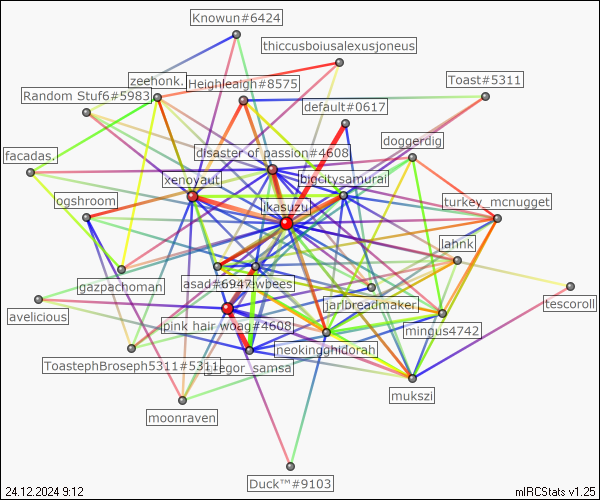 Knowun#6424
thiccusboiusalexusjoneus
zeehonk.
Heighleaigh#8575
Toast#5311
Random Stuf6#5983
default#0617
doggerdig
disaster of passion#4608
facadas.
xenoyaut
bigcitysamurai
ogshroom
ikasuzu
turkey_mcnugget
lahnk
gazpachoman
asad#6947
ewbees
jarlbreadmaker
tescoroll
avelicious
pink hair woag#4608
mingus4742
neokingghidorah
ToastephBroseph5311#5311
gor_samsa
mukszi
moonraven
Duck™#9103
24.12.2024 9:12
mIRCStats v1.25